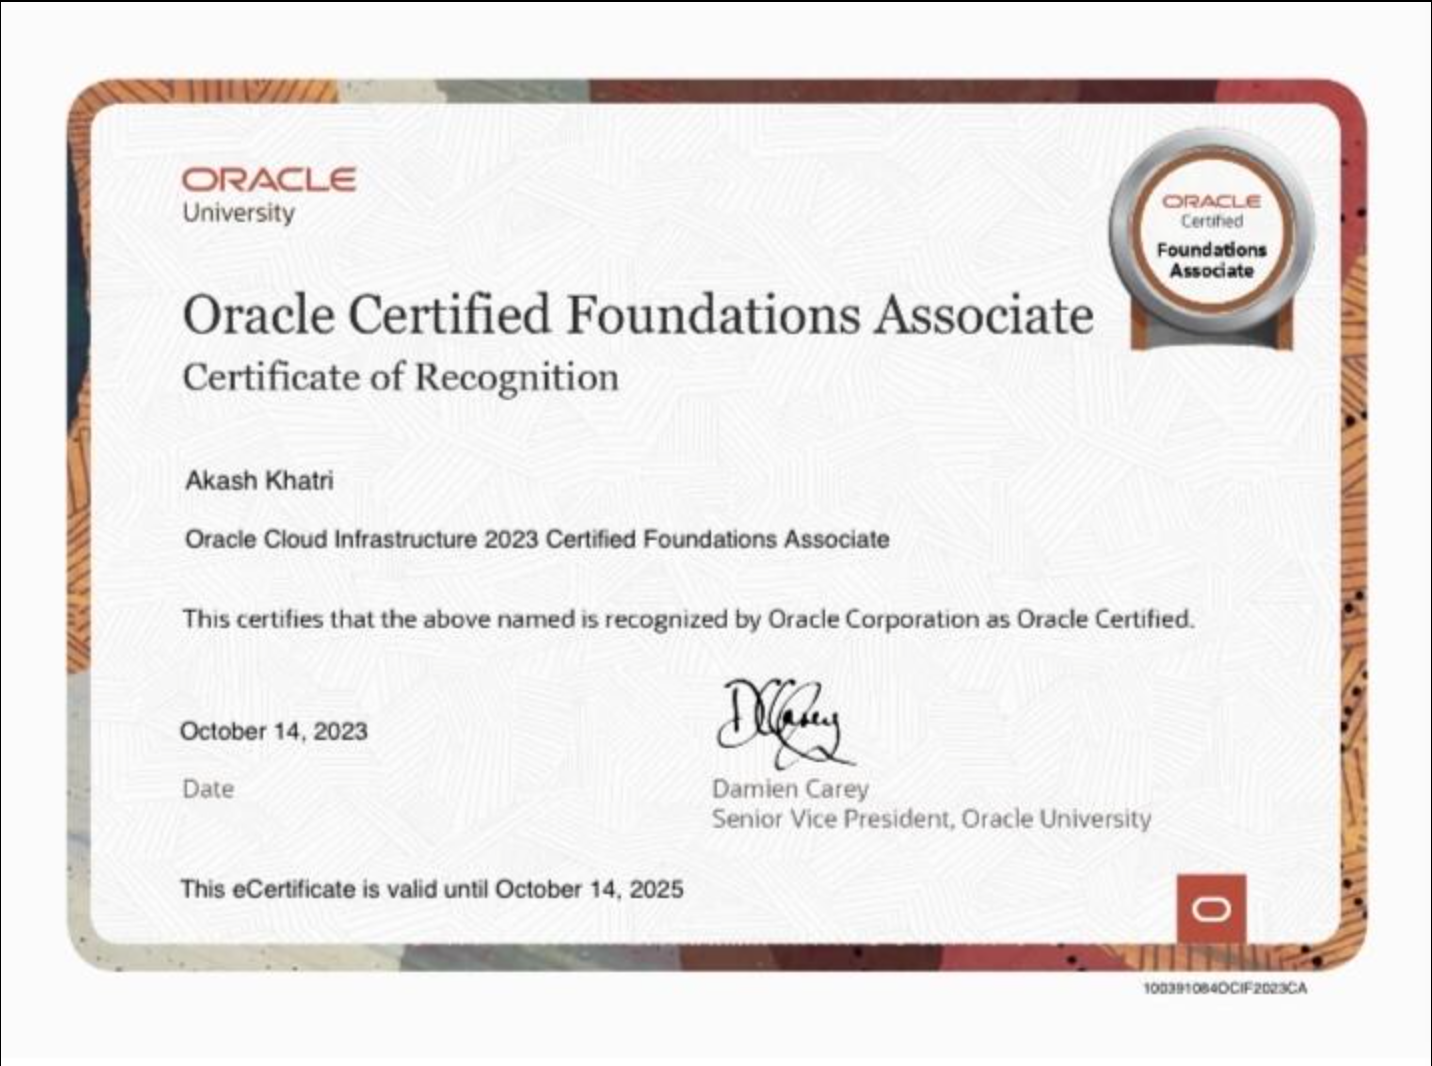 ORACLE
University
ORACLE
Certified
Foundations
Associate
Oracle Certified Foundations Associate
Certificate of Recognition
Akash Khatri
Oracle Cloud Infrastructure 2023 Certified Foundations Associate
This certifies that the above named is recognized by Oracle Corporation as Oracle Certified.
October 14, 2023
Date
Damien Carey
Senior Vice President, Oracle University
This eCertificate is valid until October 14, 2025
100391084OCIF2023CA